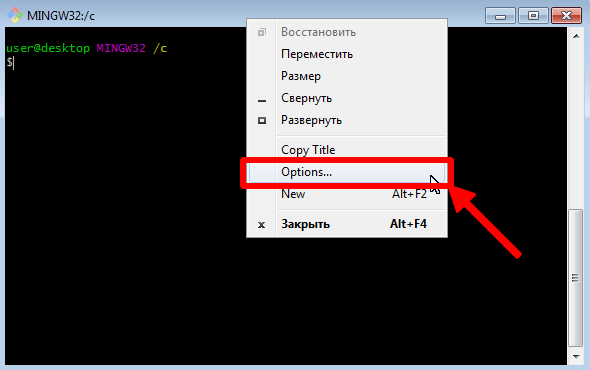 MINGW32:/c
user@desktop MINGW32 /c
$
Восстановить
Переместить
Размер
Свернуть
Развернуть
Copy Title
Options...
New Alt+F2
Закрыть Alt+F4